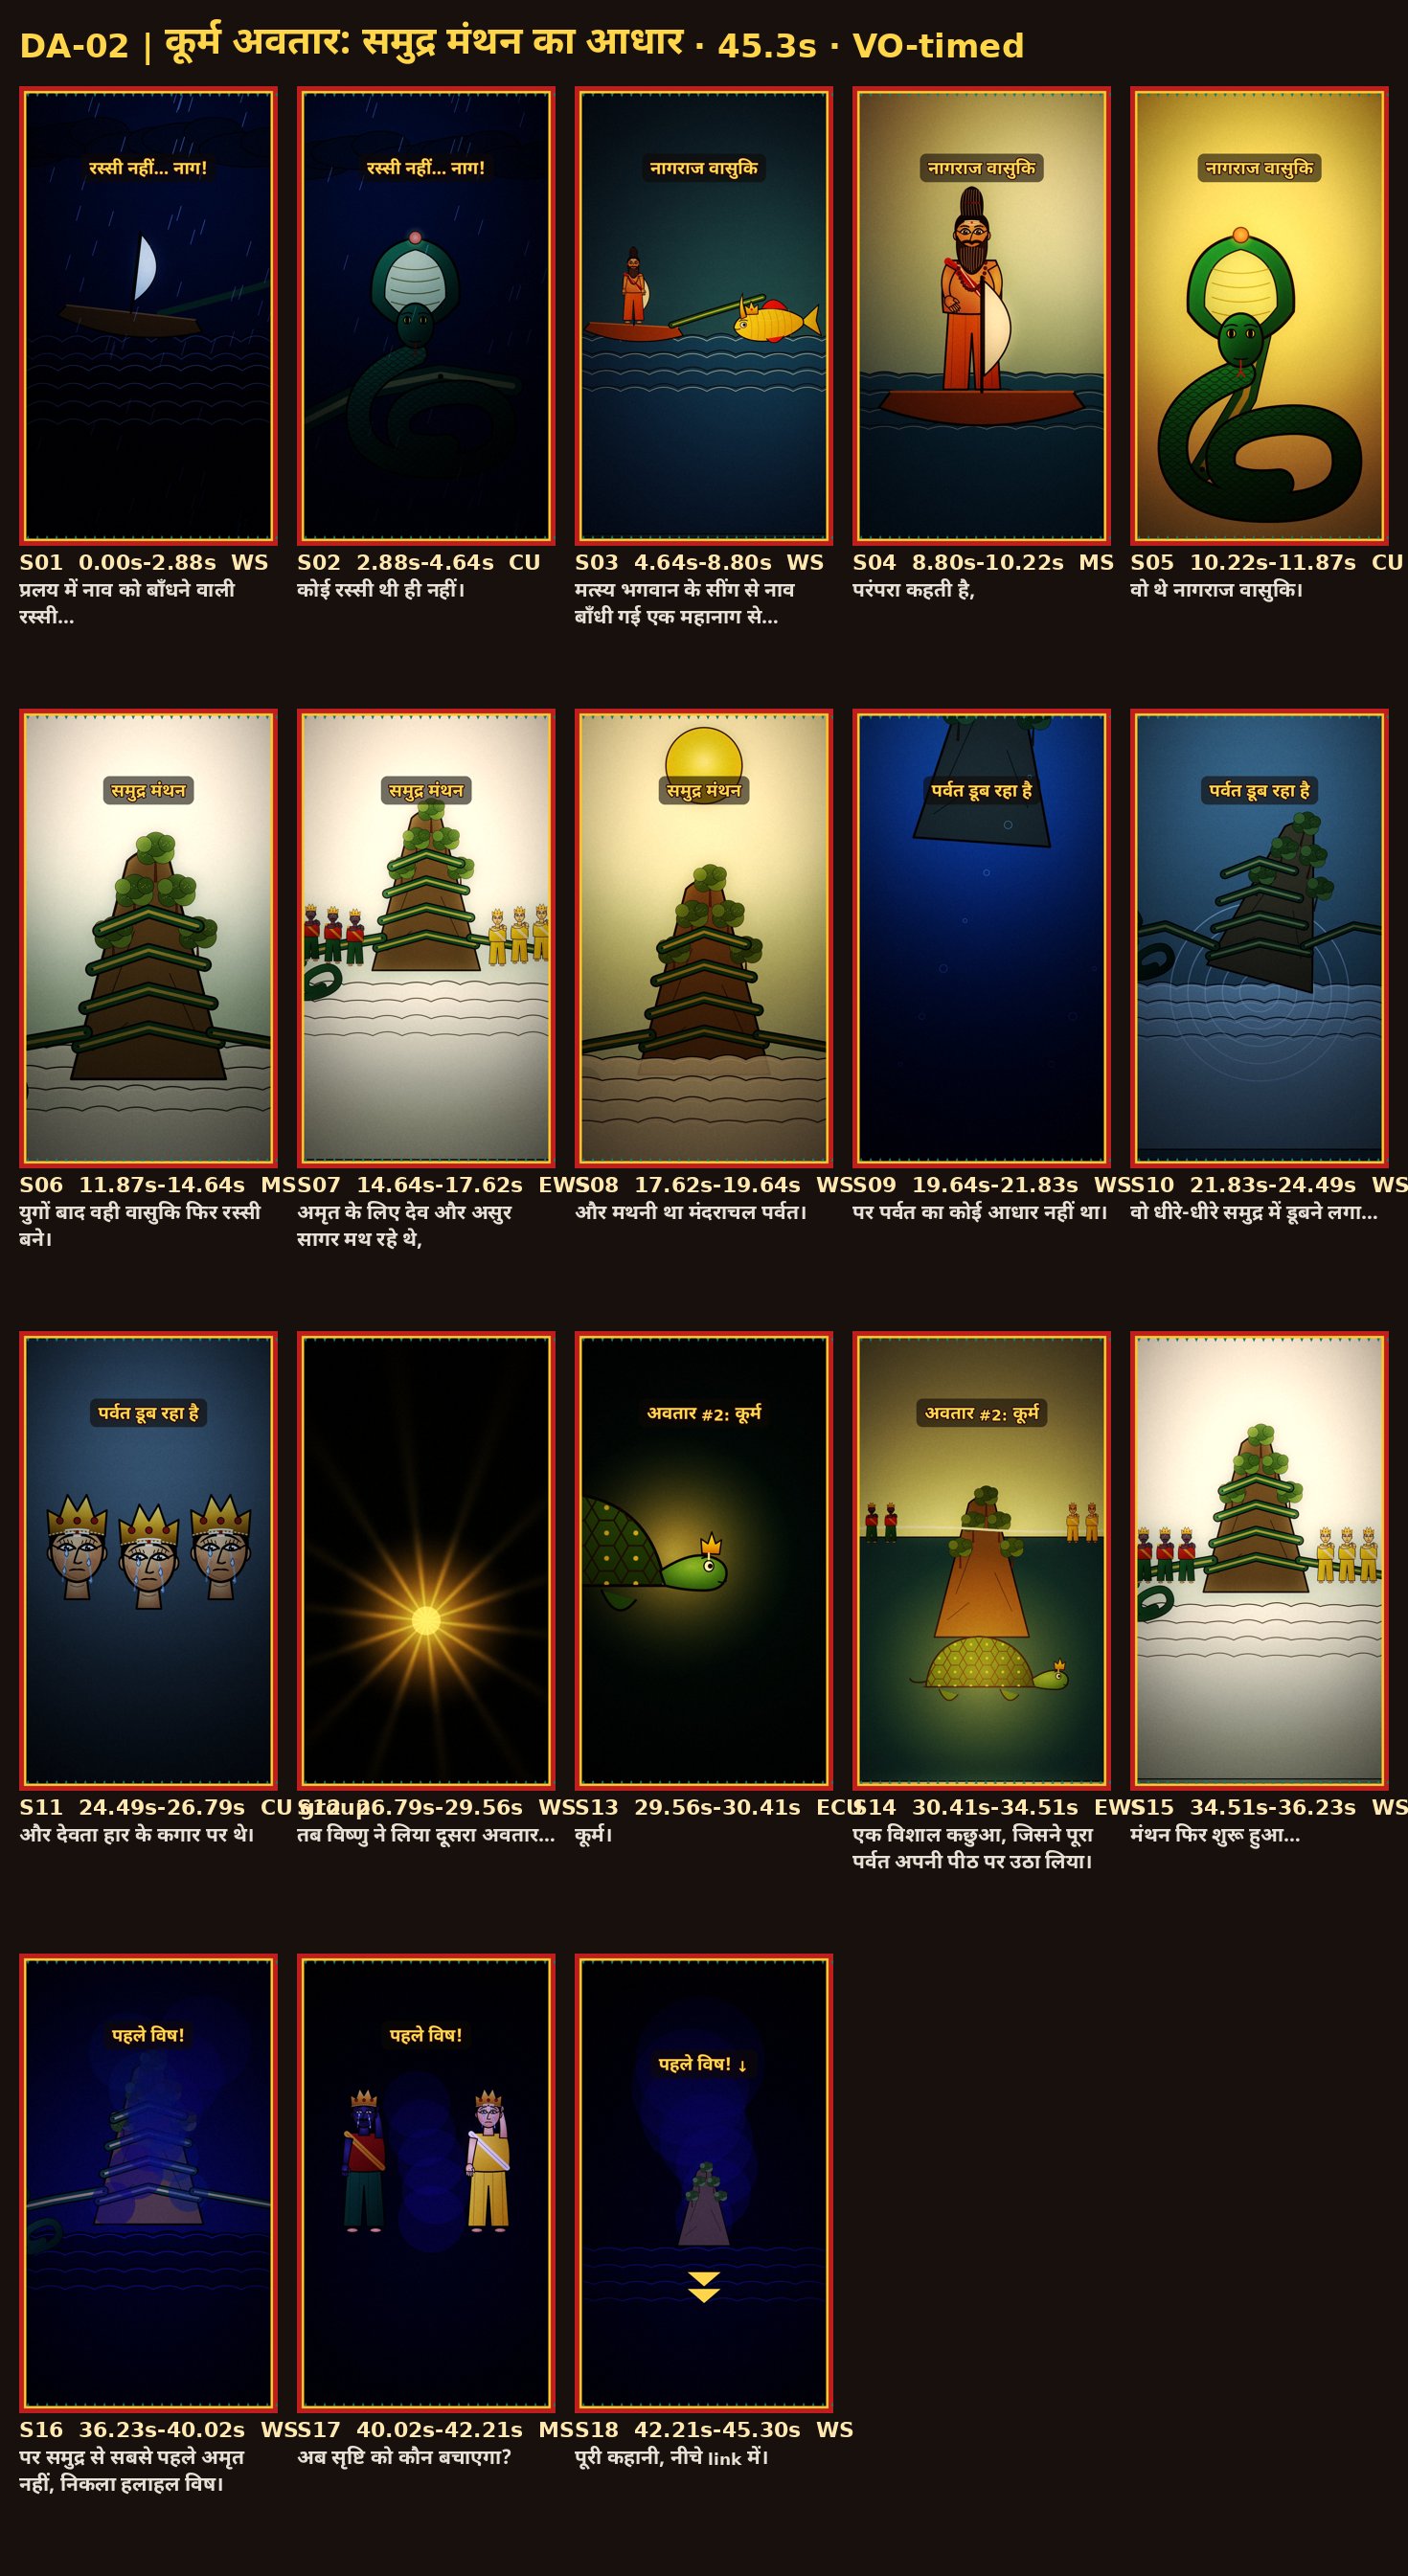 DA-02 | कूर्म अवतार: समुद्र मंथन का आधार · 45.3s · VO-timed
रस्सी नहीं... नाग!
S01 0.00s-2.88s WS
प्रलय में नाव को बाँधने वाली
रस्सी...
रस्सी नहीं... नाग!
S02 2.88s-4.64s CU
कोई रस्सी थी ही नहीं।
नागराज वासुकि
S03 4.64s-8.80s WS
मत्स्य भगवान के सींग से नाव
बाँधी गई एक महानाग से...
नागराज वासुकि
S04 8.80s-10.22s MS
परंपरा कहती है,
नागराज वासुकि
S05 10.22s-11.87s CU
वो थे नागराज वासुकि।
समुद्र मंथन
S06 11.87s-14.64s MS
युगों बाद वही वासुकि फिर रस्सी
बने।
समुद्र मंथन
S07 14.64s-17.62s EWS
अमृत के लिए देव और असुर
सागर मथ रहे थे,
समुद्र मंथन
S08 17.62s-19.64s WS
और मथनी था मंदराचल पर्वत।
पर्वत डूब रहा है
S09 19.64s-21.83s WS
पर पर्वत का कोई आधार नहीं था।
पर्वत डूब रहा है
S10 21.83s-24.49s WS
वो धीरे-धीरे समुद्र में डूबने लगा...
पर्वत डूब रहा है
S11 24.49s-26.79s CU group
और देवता हार के कगार पर थे।
S12 26.79s-29.56s WS
तब विष्णु ने लिया दूसरा अवतार...
अवतार #2: कूर्म
S13 29.56s-30.41s ECU
कूर्म।
अवतार #2: कूर्म
S14 30.41s-34.51s EWS
एक विशाल कछुआ, जिसने पूरा
पर्वत अपनी पीठ पर उठा लिया।
S15 34.51s-36.23s WS
मंथन फिर शुरू हुआ...
पहले विष!
S16 36.23s-40.02s WS
पर समुद्र से सबसे पहले अमृत
नहीं, निकला हलाहल विष।
पहले विष!
S17 40.02s-42.21s MS
अब सृष्टि को कौन बचाएगा?
पहले विष! ↓
S18 42.21s-45.30s WS
पूरी कहानी, नीचे link में।